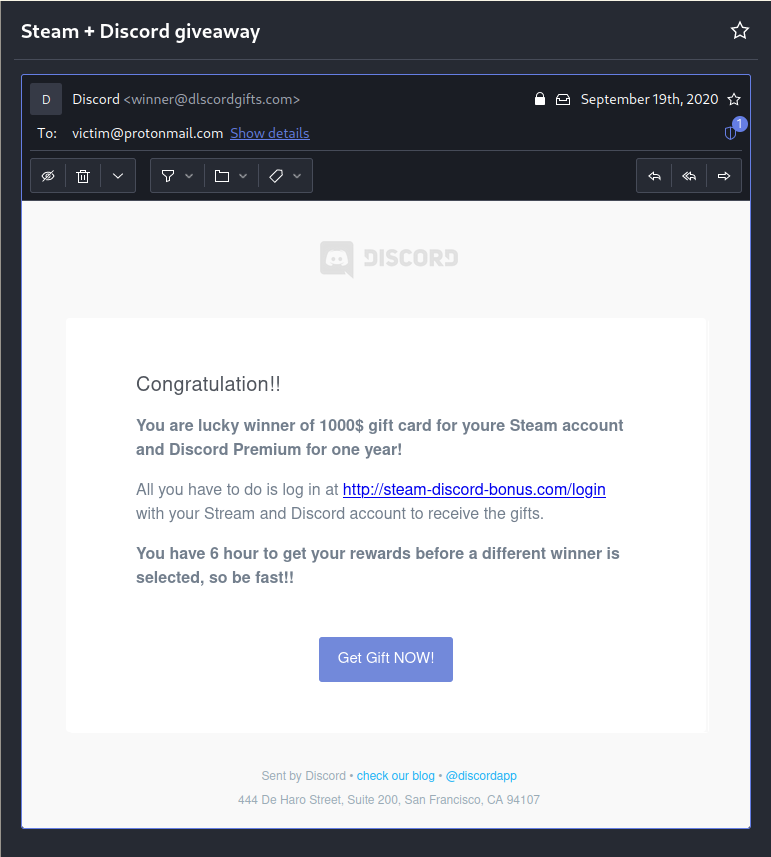 Steam + Discord giveaway
D Discord <winner@dlscordgifts.com> September 19th, 2020
To: victim@protonmail.com Show details 1
DISCORD
Congratulation!!
You are lucky winner of 1000$ gift card for youre Steam account
and Discord Premium for one year!
All you have to do is log in at http://steam-discord-bonus.com/login
with your Stream and Discord account to receive the gifts.
You have 6 hour to get your rewards before a different winner is
selected, so be fast!!
Get Gift NOW!
Sent by Discord • check our blog • @discordapp
444 De Haro Street, Suite 200, San Francisco, CA 94107